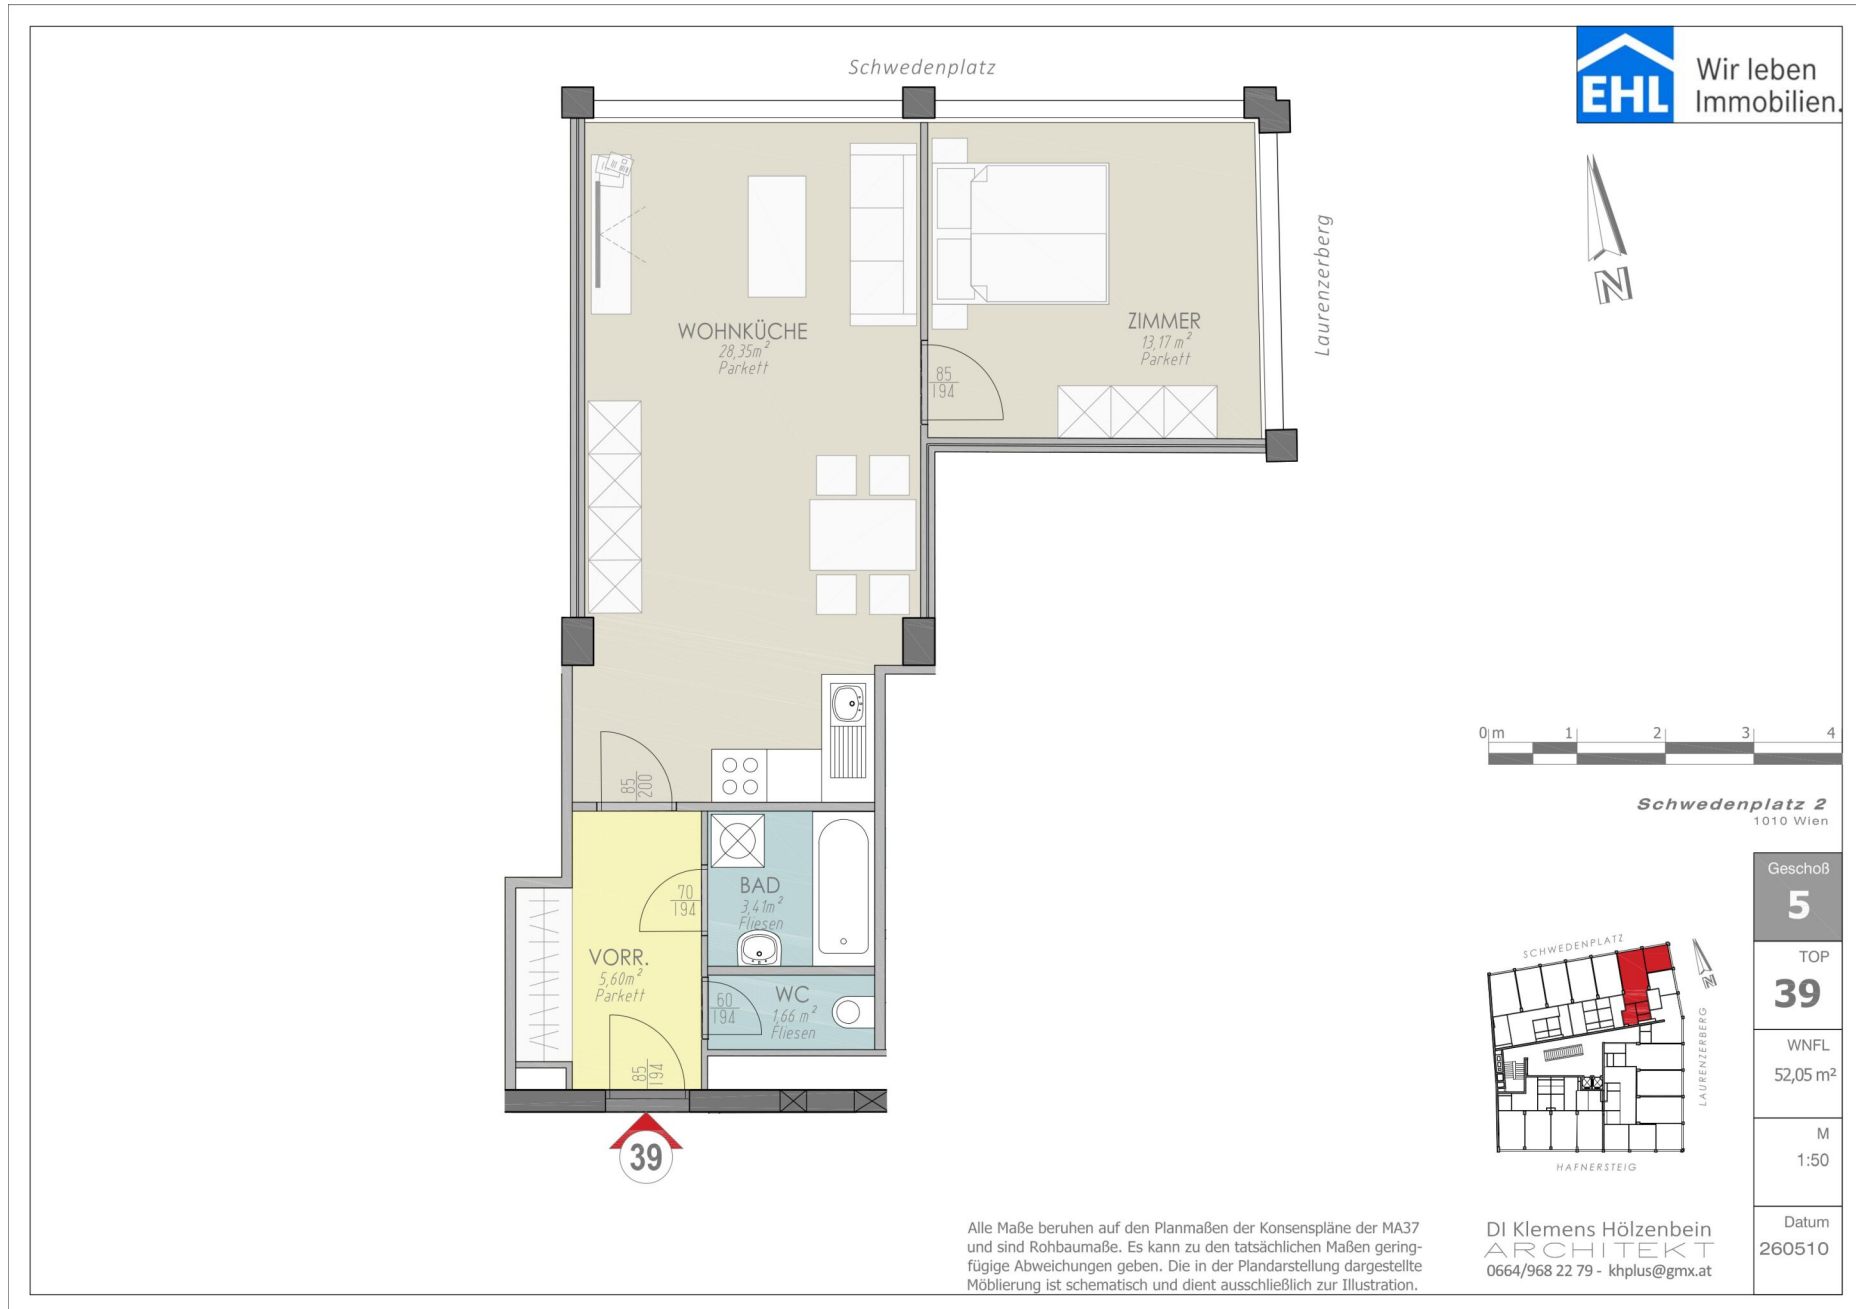 Schwedenplatz
EHL
Wir leben
Immobilien.
Laurenzerberg
N
WOHNKÜCHE
28,35m²
Parkett
ZIMMER
13,17 m²
Parkett
85
194
85
200
0 m 1 2 3 4
Schwedenplatz 2
1010 Wien
BAD
3,41m²
Fliesen
70
194
VORR.
5,60m²
Parkett
WC
1,66 m²
Fliesen
60
194
85
194
39
Geschoß
5
TOP
39
WNFL
52,05 m²
M
1:50
Datum
260510
SCHWEDENPLATZ
N
LAURENZERBERG
HAFNERSTEIG
Alle Maße beruhen auf den Planmaßen der Konsenspläne der MA37
und sind Rohbaumaße. Es kann zu den tatsächlichen Maßen gering-
fügige Abweichungen geben. Die in der Plandarstellung dargestellte
Möblierung ist schematisch und dient ausschließlich zur Illustration.
DI Klemens Hölzenbein
ARCHITEKT
0664/968 22 79 - khplus@gmx.at